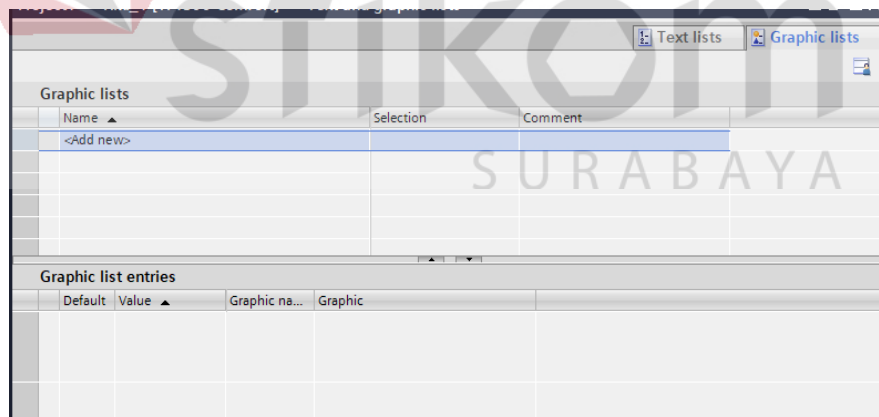 Text lists
Graphic lists
stikom
Graphic lists
Name Selection Comment
<Add new>
SURABAYA
Graphic list entries
Default Value Graphic na... Graphic